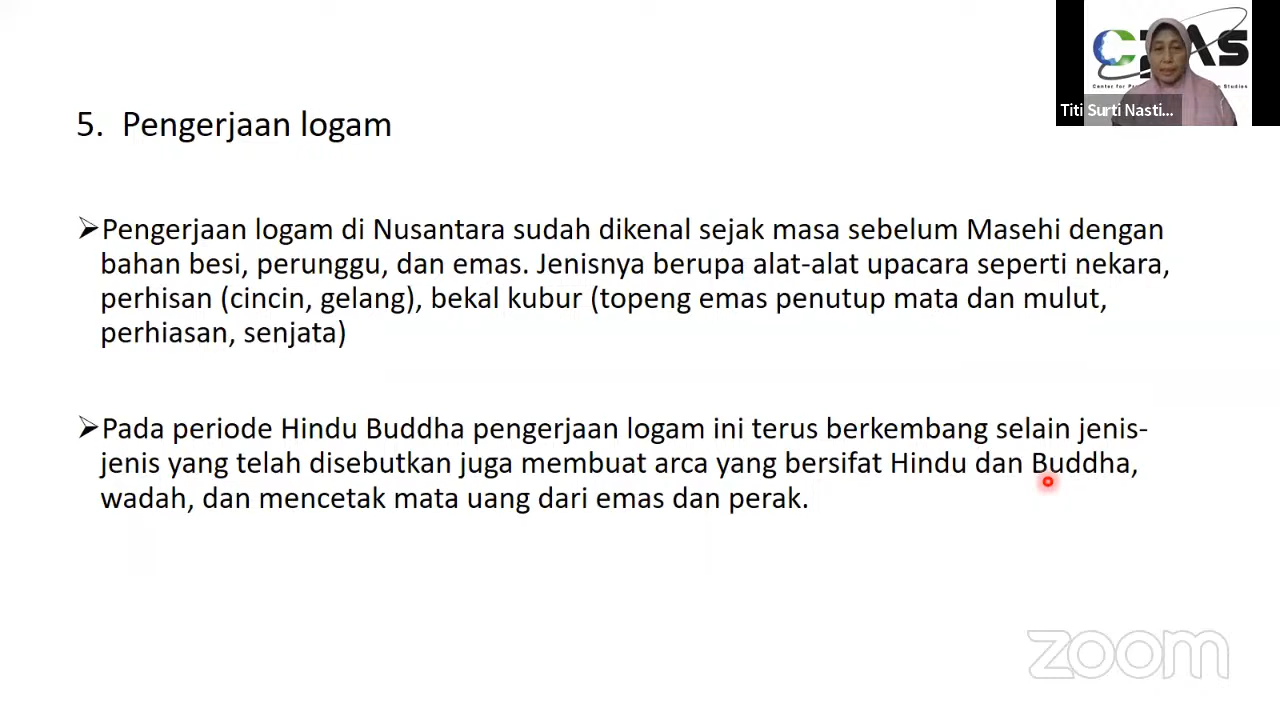 5. Pengerjaan logam
➢Pengerjaan logam di Nusantara sudah dikenal sejak masa sebelum Masehi dengan
bahan besi, perunggu, dan emas. Jenisnya berupa alat-alat upacara seperti nekara,
perhisan (cincin, gelang), bekal kubur (topeng emas penutup mata dan mulut,
perhiasan, senjata)
➢Pada periode Hindu Buddha pengerjaan logam ini terus berkembang selain jenis-
jenis yang telah disebutkan juga membuat arca yang bersifat Hindu dan Buddha,
wadah, dan mencetak mata uang dari emas dan perak.
Center for
Studies
Titi Surti Nasti...
zoom